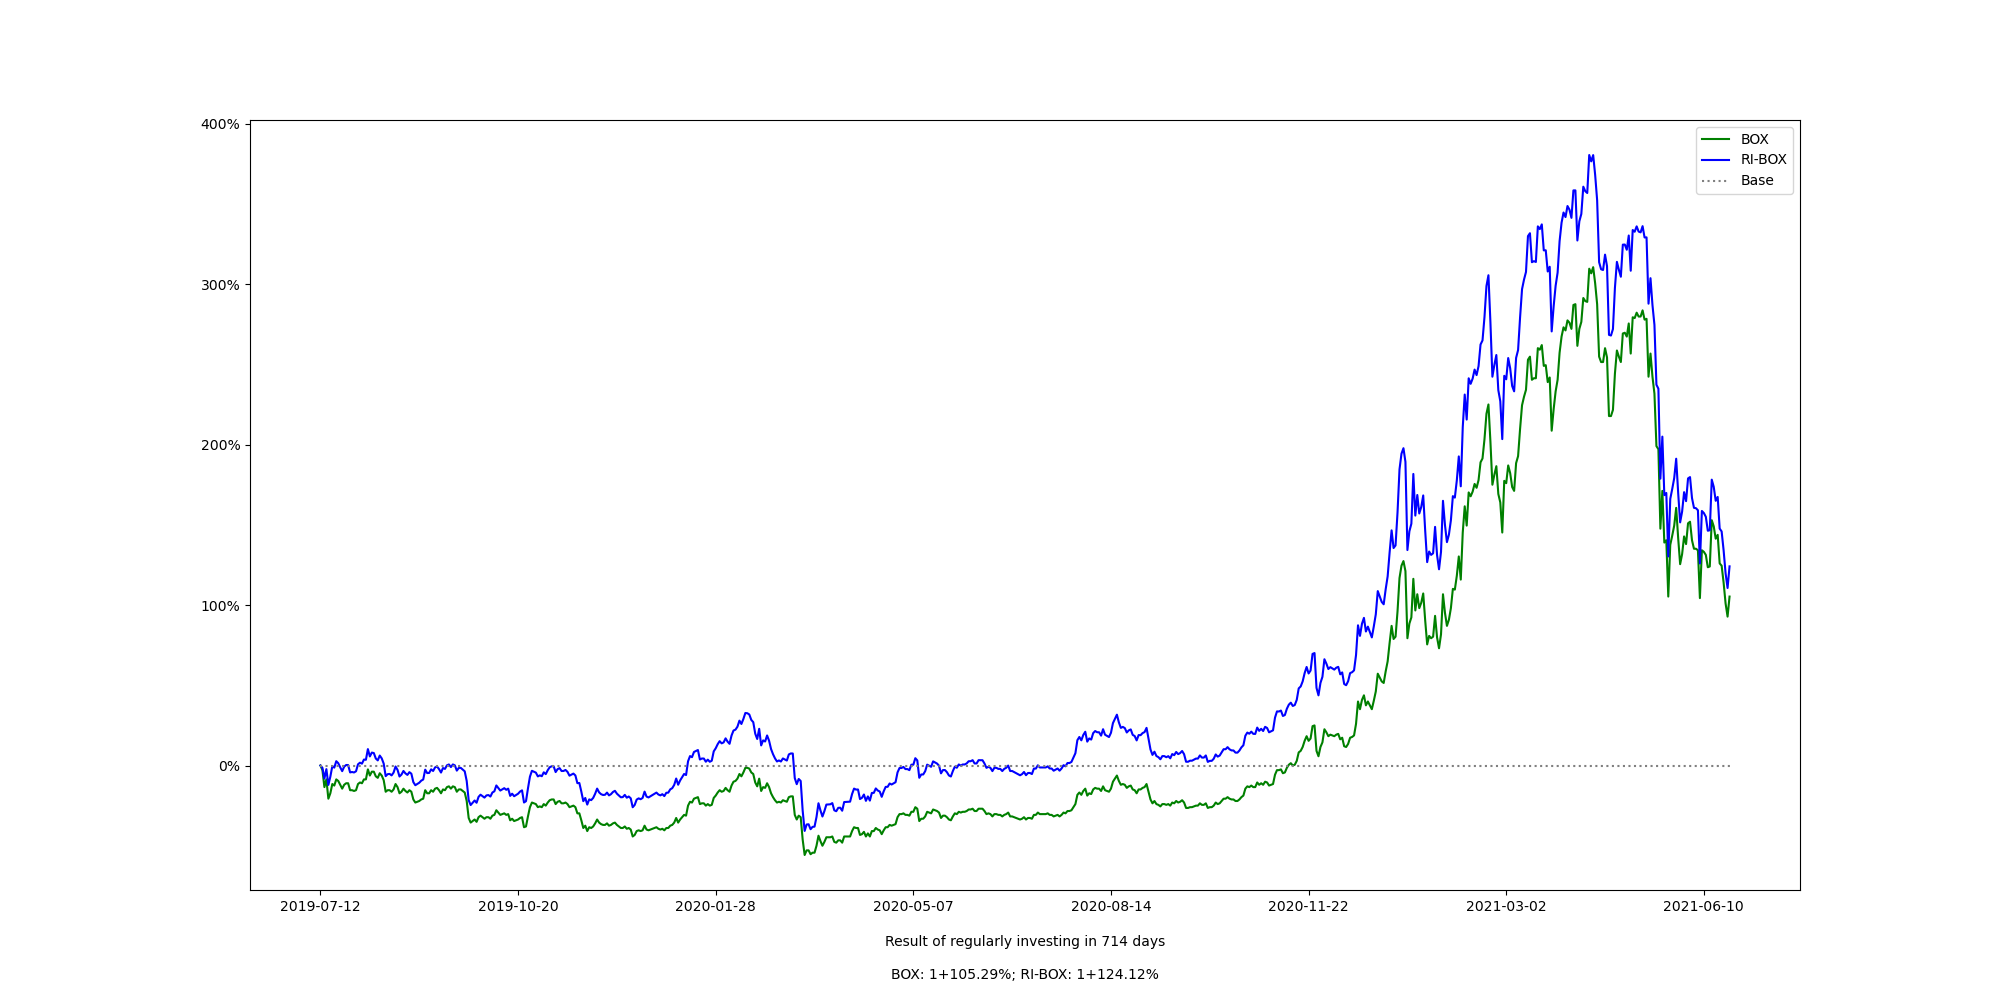 400%
300%
200%
100%
0%
BOX
RI-BOX
Base
2019-07-12 2019-10-20 2020-01-28 2020-05-07 2020-08-14 2020-11-22 2021-03-02 2021-06-10
Result of regularly investing in 714 days
BOX: 1+105.29%; RI-BOX: 1+124.12%